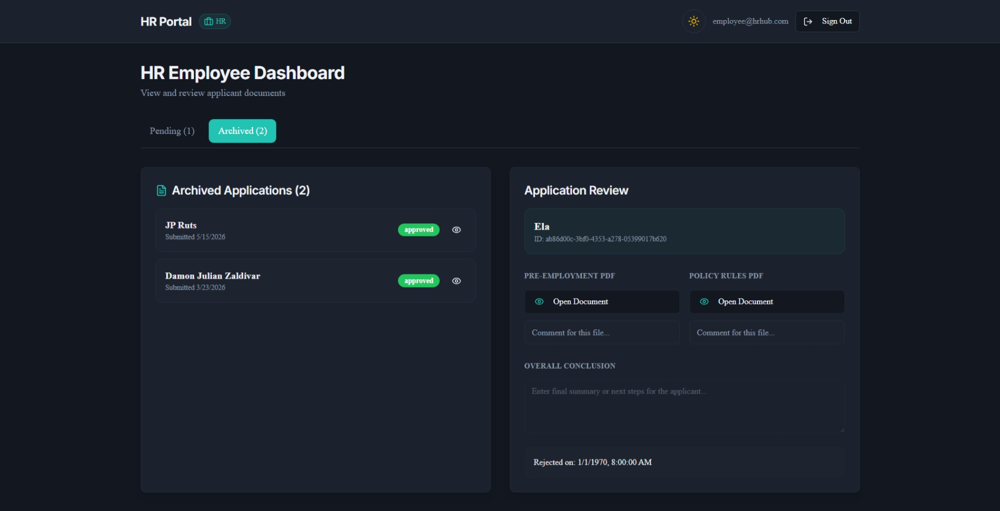 HR Portal
HR
employee@hrhub.com
Sign Out
HR Employee Dashboard
View and review applicant documents
Pending (1)
Archived (2)
Archived Applications (2)
JP Ruts
Submitted 5/15/2026
approved
Damon Julian Zaldivar
Submitted 3/23/2026
approved
Application Review
Ela
ID: ab86d00c-3bf0-4353-a278-05399017b620
PRE-EMPLOYMENT PDF
POLICY RULES PDF
Open Document
Open Document
Comment for this file...
Comment for this file...
OVERALL CONCLUSION
Enter final summary or next steps for the applicant...
Rejected on: 1/1/1970, 8:00:00 AM